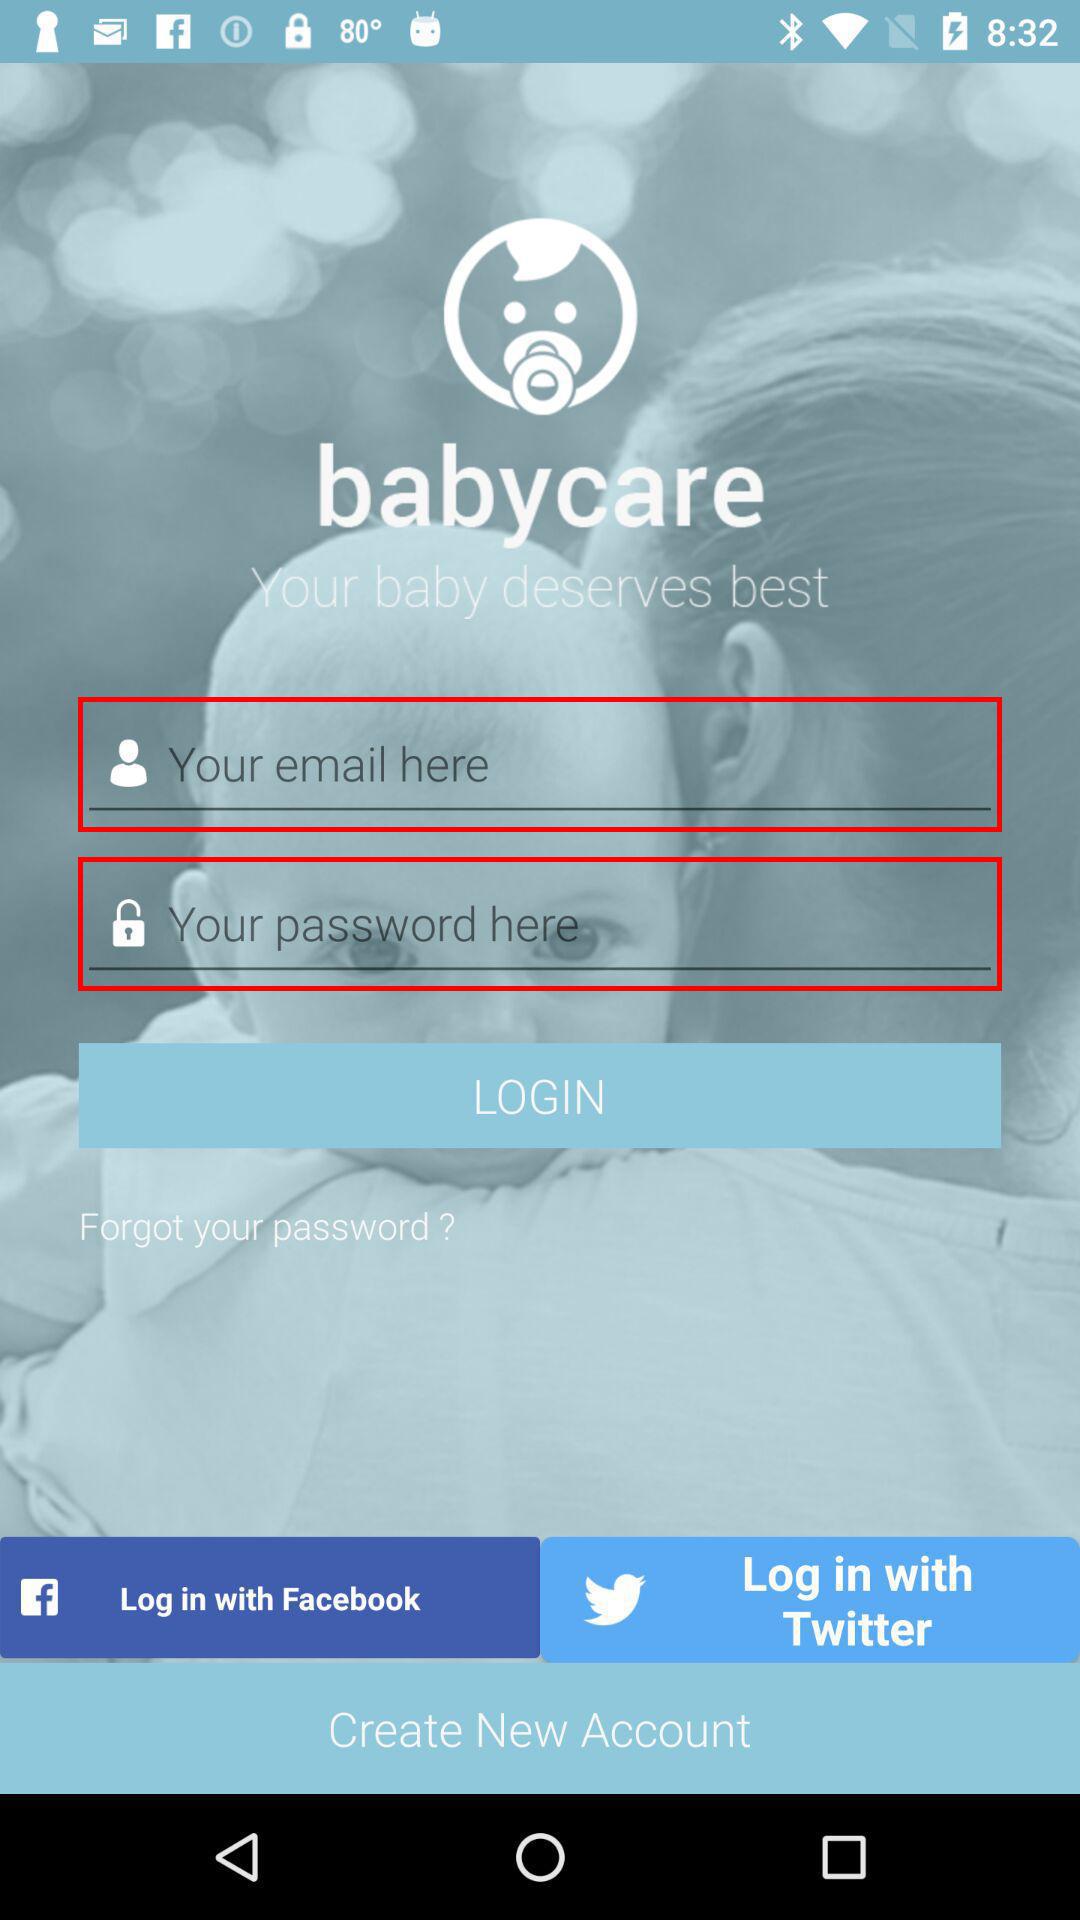 80° 8:32
babycare
Your baby deserves best
Your email here
Your password here
LOGIN
Forgot your password ?
Log in with Facebook
Log in with
Twitter
Create New Account